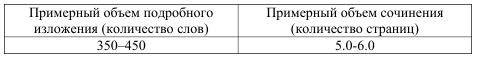 Примерный объем подробного Примерный объем сочинения
изложения (количество слов) (количество страниц)
350–450 5.0-6.0